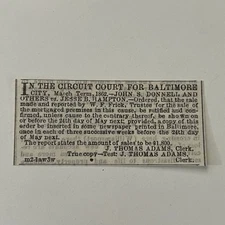 IN THE CIRCUIT COURT FOR BALTIMORE
CITY, March Term, 1862.—JOHN S. DONNELL AND
OTHERS vs. JESSE B. HAMPTON.—Ordered, that the sale
made and reported by W. F. Frick, Trustee for the sale of
the mortgaged premises in this cause, be ratified and con-
firmed, unless cause to the contrary thereof, be shown on
or before the 24th day of May next; provided, a copy of this
order be inserted in some newspaper printed in Baltimore,
once in each of three successive weeks before the 24th day
of May next.
The report states the amount of sales to be $1,800.
J. THOMAS ADAMS, Clerk.
True copy—Test: J. THOMAS ADAMS,
Clerk.